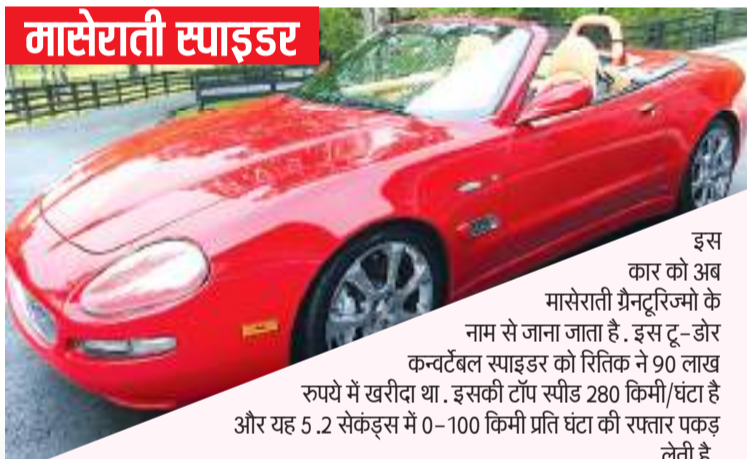 मासेराती स्पाइडर
इस
कार को अब
मासेराती ग्रैनटूरिज्मो के
नाम से जाना जाता है. इस टू-डोर
कन्वर्टेबल स्पाइडर को रितिक ने 90 लाख
रुपये में खरीदा था. इसकी टॉप स्पीड 280 किमी/घंटा है
और यह 5.2 सेकंड्स में 0-100 किमी प्रति घंटा की रफ्तार पकड़
लेती है.